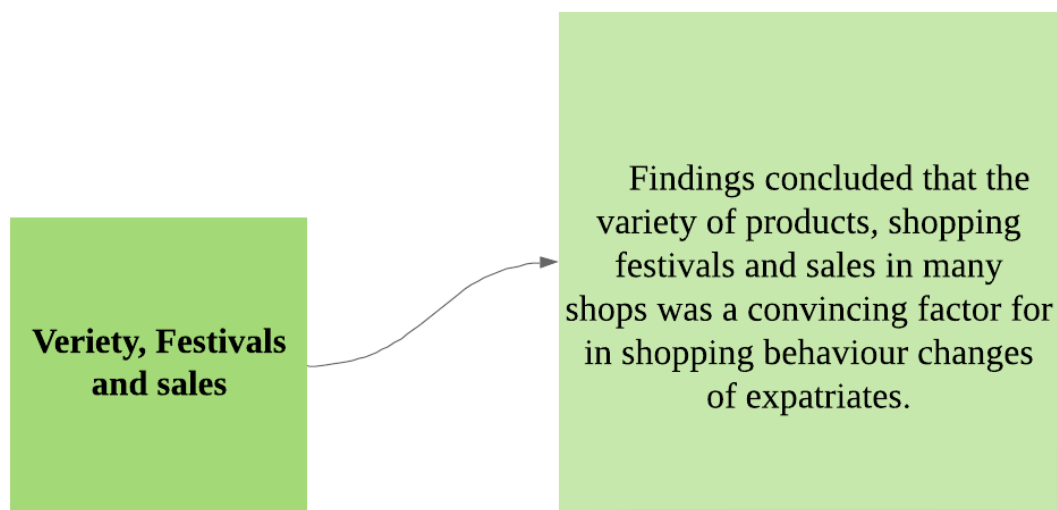 Veriety, Festivals
and sales
Findings concluded that the
variety of products, shopping
festivals and sales in many
shops was a convincing factor for
in shopping behaviour changes
of expatriates.